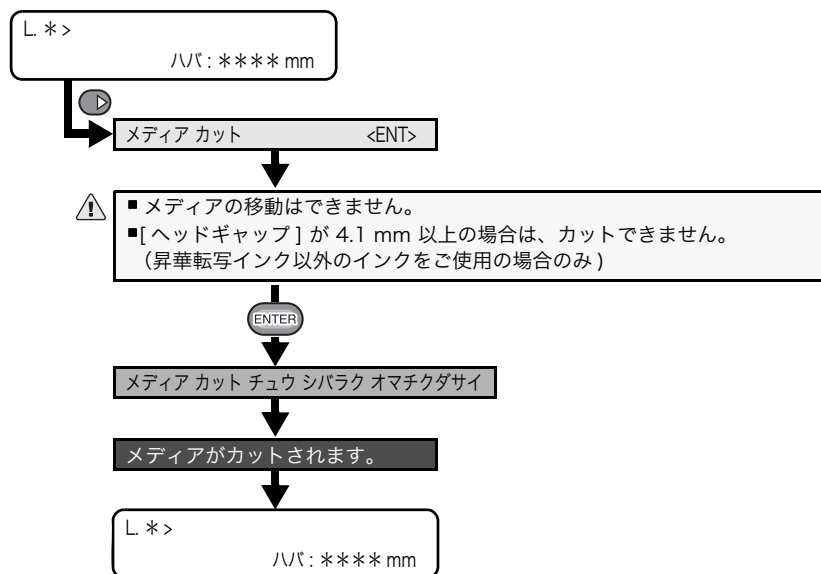 L. ＊>
ハバ : ＊＊＊＊ mm
メディア カット <ENT>
■ メディアの移動はできません。
■[ ヘッドギャップ ] が 4.1 mm 以上の場合は、カットできません。
（昇華転写インク以外のインクをご使用の場合のみ )
ENTER
メディア カット チュウ シバラク オマチクダサイ
メディアがカットされます。
L. ＊>
ハバ : ＊＊＊＊ mm